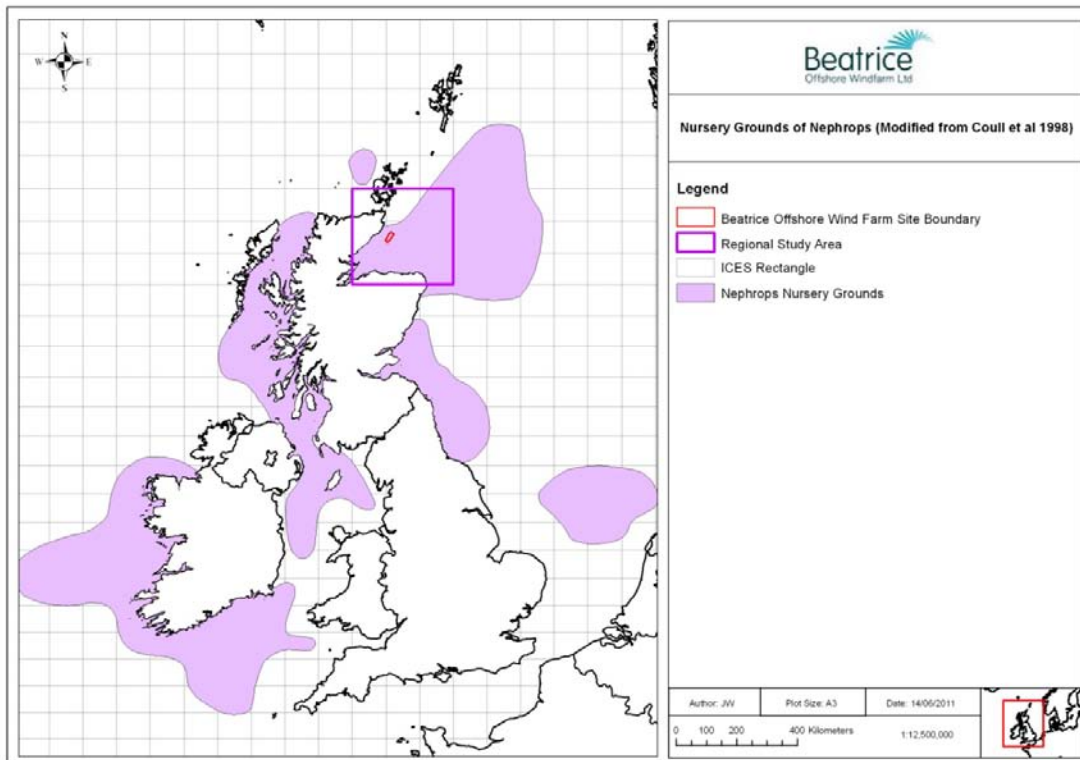 N
W E
S
Beatrice
Offshore Windfarm Ltd
Nursery Grounds of Nephrops (Modified from Coull et al 1998)
Legend
Beatrice Offshore Wind Farm Site Boundary
Regional Study Area
ICES Rectangle
Nephrops Nursery Grounds
Author: JW Plot Size: A3 Date: 14/06/2011
0 100 200 400 Kilometers
1:12,500,000